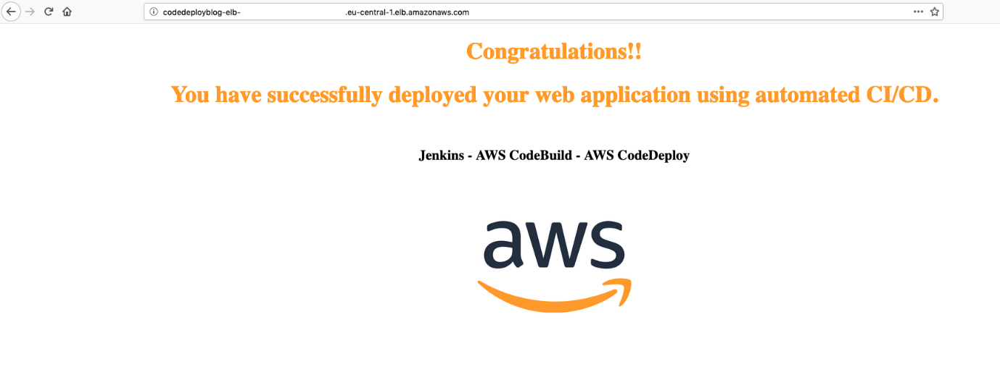 codedeployblog-elb- .eu-central-1.elb.amazonaws.com
Congratulations!!
You have successfully deployed your web application using automated CI/CD.
Jenkins - AWS CodeBuild - AWS CodeDeploy
aws